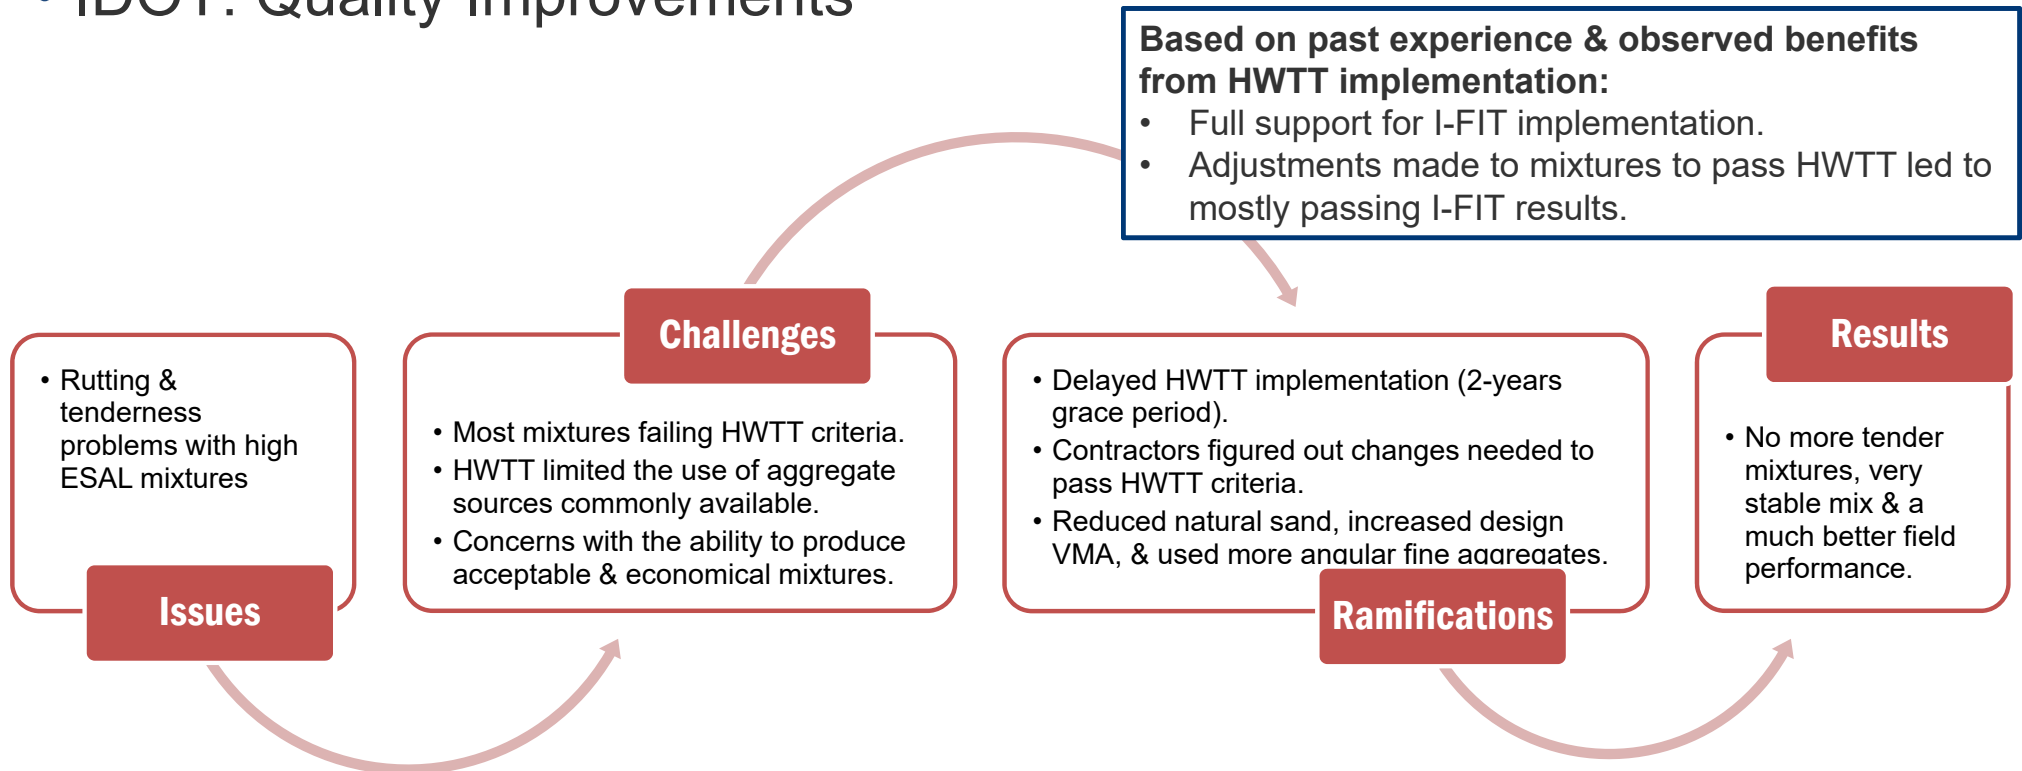 • IDOT: Quality Improvements
Based on past experience & observed benefits
from HWTT implementation:
• Full support for I-FIT implementation.
• Adjustments made to mixtures to pass HWTT led to
mostly passing I-FIT results.
• Rutting &
tenderness
problems with high
ESAL mixtures
Issues
Challenges
• Most mixtures failing HWTT criteria.
• HWTT limited the use of aggregate
sources commonly available.
• Concerns with the ability to produce
acceptable & economical mixtures.
• Delayed HWTT implementation (2-years
grace period).
• Contractors figured out changes needed to
pass HWTT criteria.
• Reduced natural sand, increased design
VMA, & used more angular fine aggregates.
Ramifications
Results
• No more tender
mixtures, very
stable mix & a
much better field
performance.